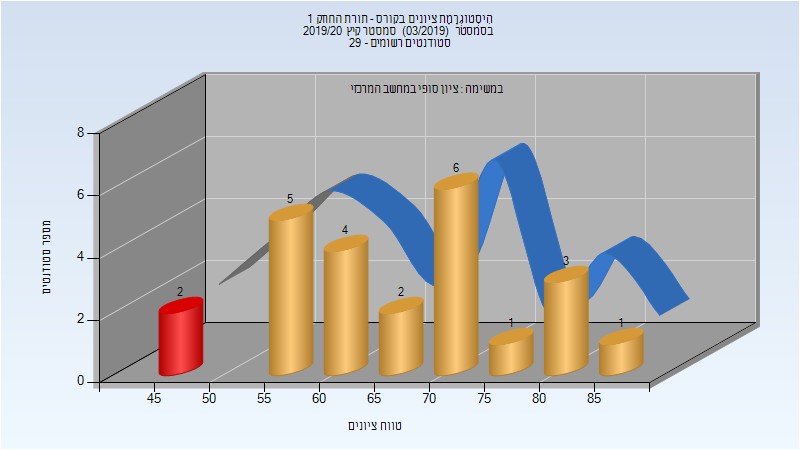 היסטוגרמת ציונים בקורס - תורת החוזק 1
בסמסטר (03/2019) סמסטר קיץ 2019/20
סטודנטים רשומים - 29
במשימה : ציון סופי במחשב המרכזי
מספר סטודנטים
8
6
4
2
0
2
5
4
2
6
1
3
1
45 50 55 60 65 70 75 80 85
טווח ציונים